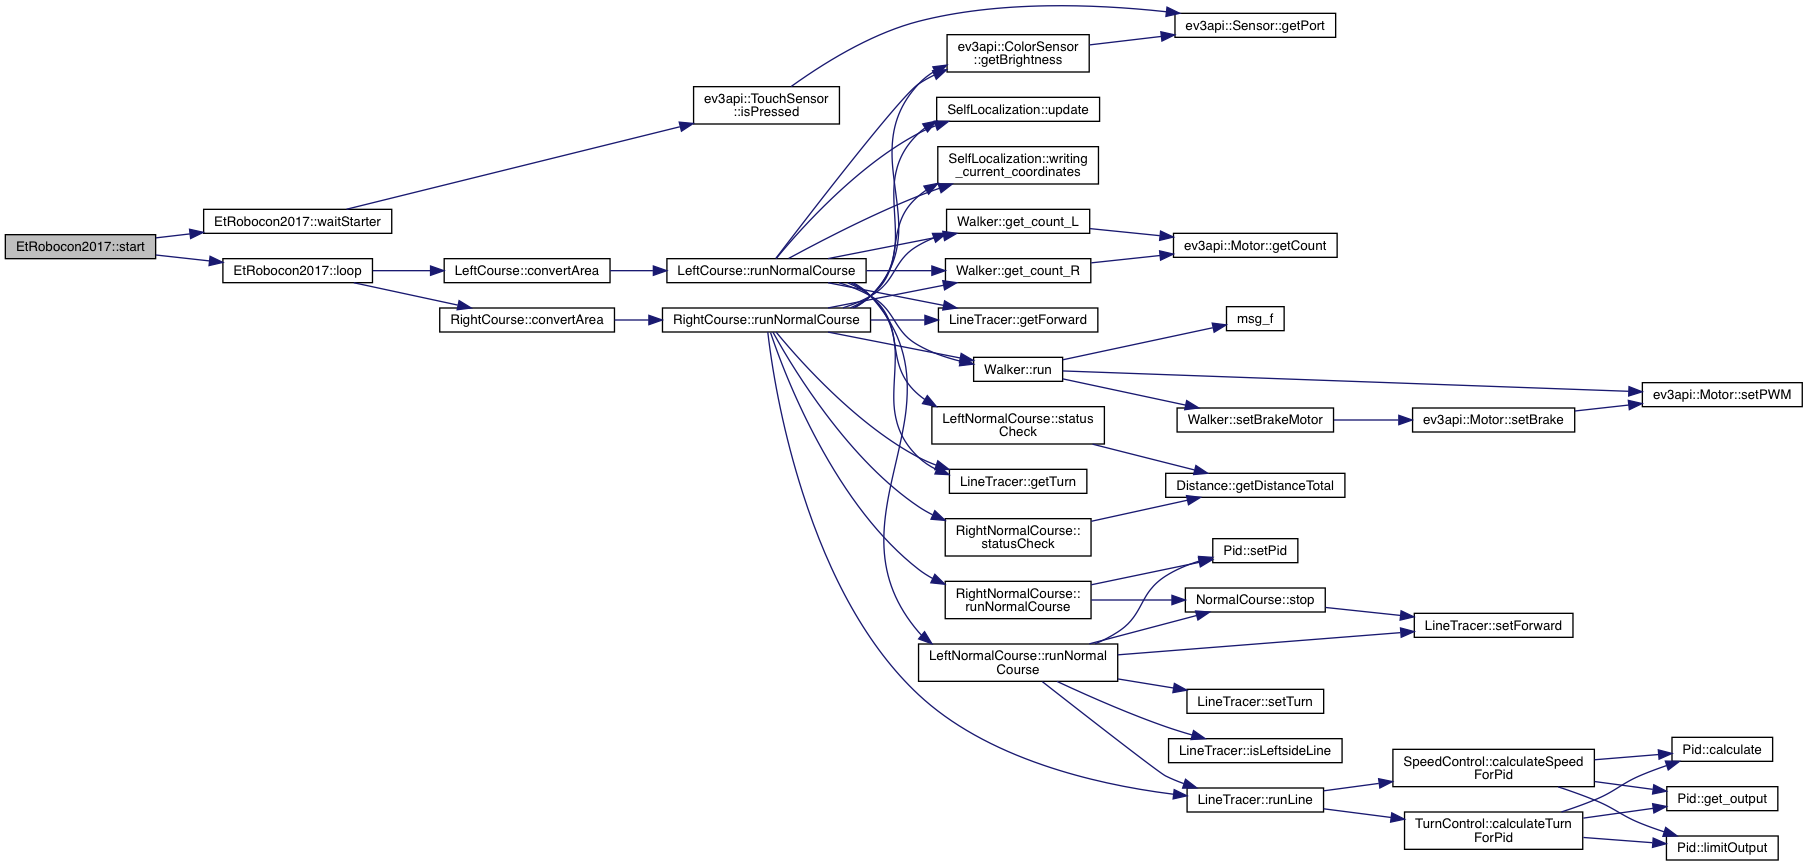 EtRobocon2017::start
EtRobocon2017::waitStarter
EtRobocon2017::loop
ev3api::TouchSensor
::isPressed
LeftCourse::convertArea
RightCourse::convertArea
LeftCourse::runNormalCourse
RightCourse::runNormalCourse
ev3api::Sensor::getPort
ev3api::ColorSensor
::getBrightness
SelfLocalization::update
SelfLocalization::writing
_current_coordinates
Walker::get_count_L
Walker::get_count_R
ev3api::Motor::getCount
LineTracer::getForward
msg_f
Walker::run
ev3api::Motor::setPWM
Walker::setBrakeMotor
ev3api::Motor::setBrake
LeftNormalCourse::status
Check
LineTracer::getTurn
Distance::getDistanceTotal
RightNormalCourse::
statusCheck
Pid::setPid
RightNormalCourse::
runNormalCourse
NormalCourse::stop
LineTracer::setForward
LeftNormalCourse::runNormal
Course
LineTracer::setTurn
LineTracer::isLeftsideLine
LineTracer::runLine
SpeedControl::calculateSpeed
ForPid
TurnControl::calculateTurn
ForPid
Pid::calculate
Pid::get_output
Pid::limitOutput